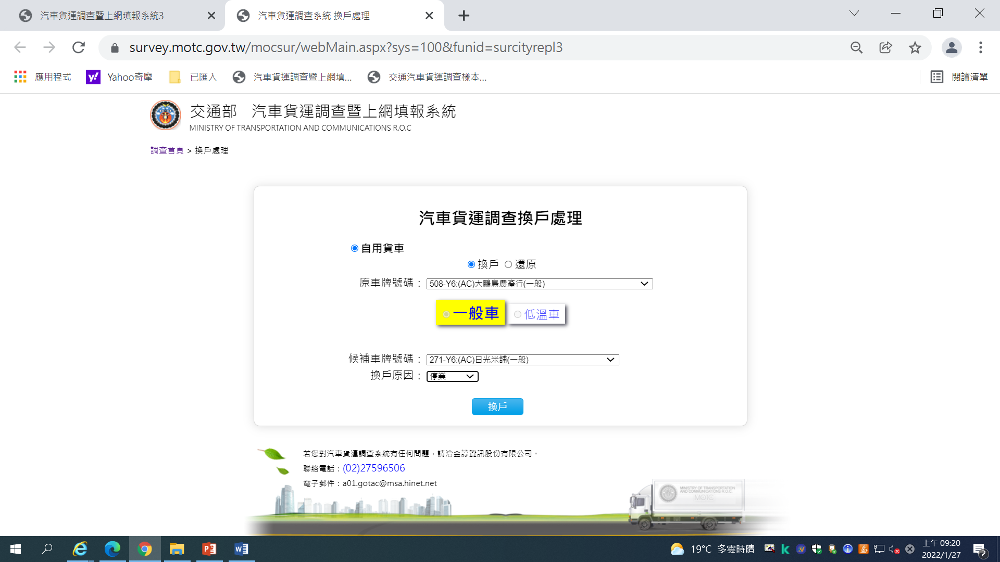 汽車貨運調查暨上網填報系統3
汽車貨運調查系統 換戶處理
survey.motc.gov.tw/mocsur/webMain.aspx?sys=100&funid=surcityrepl3
應用程式 Yahoo奇摩 已匯入 汽車貨運調查暨上網填... 交通汽車貨運調查樣本... 閱讀清單
交通部 汽車貨運調查暨上網填報系統
MINISTRY OF TRANSPORTATION AND COMMUNICATIONS R.O.C
調查首頁 > 換戶處理
汽車貨運調查換戶處理
自用貨車
換戶 還原
原車牌號碼： 508-Y6:(AC)大鵬鳥農產行(一般)
一般車 低溫車
候補車牌號碼： 271-Y6:(AC)日光米舖(一般)
換戶原因： 停業
換戶
若您對汽車貨運調查系統有任何問題，請洽金諄資訊股份有限公司。
聯絡電話：(02)27596506
電子郵件：a01.gotac@msa.hinet.net
MINISTRY OF TRANSPORTATION
AND COMMUNICATIONS R.O.C.
MOTC
19°C 多雲時晴
上午 09:20
2022/1/27
2